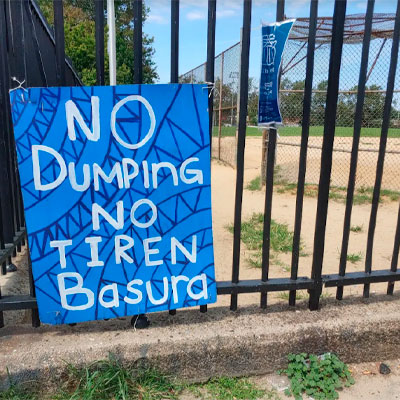 NO
DUMPING
NO
TIREN
BASURA